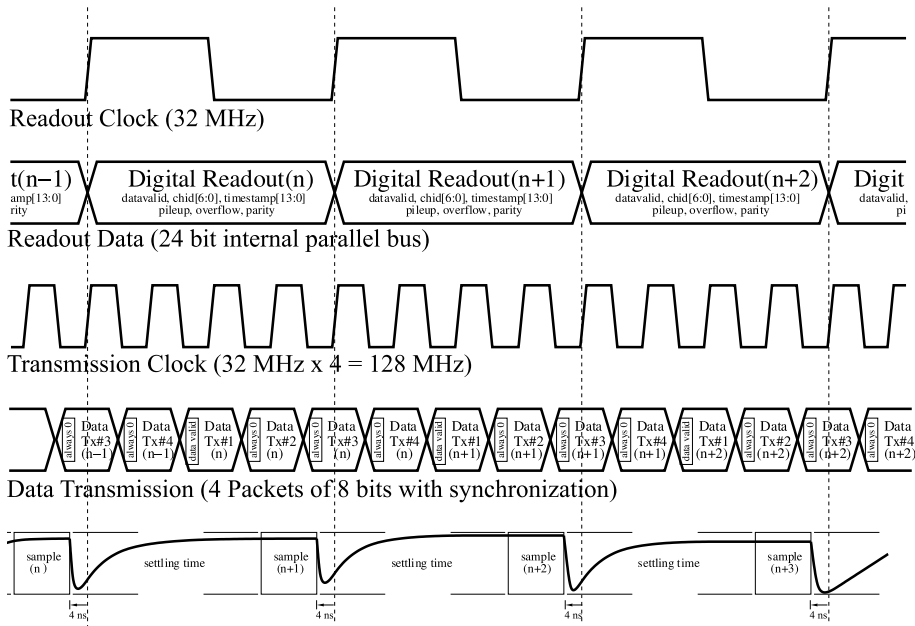 Readout Clock (32 MHz)
t(n−1)
amp[13:0]
rity
Digital Readout(n)
datavalid, chid[6:0], timestamp[13:0]
pileup, overflow, parity
Digital Readout(n+1)
datavalid, chid[6:0], timestamp[13:0]
pileup, overflow, parity
Digital Readout(n+2)
datavalid, chid[6:0], timestamp[13:0]
pileup, overflow, parity
Digit
datavalid,
pi
Readout Data (24 bit internal parallel bus)
Transmission Clock (32 MHz x 4 = 128 MHz)
always 0
Data
Tx#3
(n−1)
always 0
Data
Tx#4
(n−1)
data valid
Data
Tx#1
(n)
always 0
Data
Tx#2
(n)
always 0
Data
Tx#3
(n)
always 0
Data
Tx#4
(n)
data valid
Data
Tx#1
(n+1)
always 0
Data
Tx#2
(n+1)
always 0
Data
Tx#3
(n+1)
always 0
Data
Tx#4
(n+1)
data valid
Data
Tx#1
(n+2)
always 0
Data
Tx#2
(n+2)
always 0
Data
Tx#3
(n+2)
always 0
Data
Tx#4
(n+2)
Data Transmission (4 Packets of 8 bits with synchronization)
sample
(n )
settling time
sample
(n+1)
settling time
sample
(n+2)
settling time
sample
(n+3)
4 ns
4 ns
4 ns
4 ns